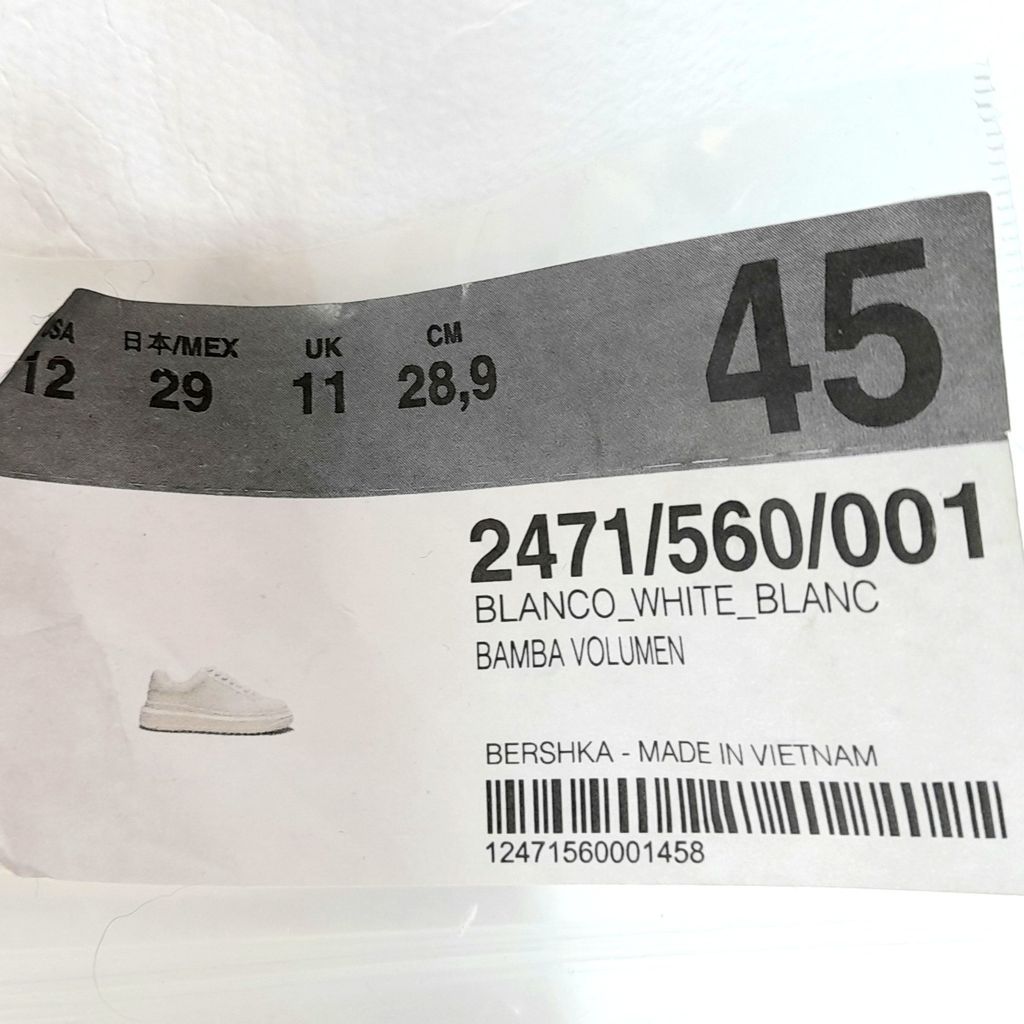 USA 日本/MEX UK CM
12 29 11 28,9
45
2471/560/001
BLANCO_WHITE_BLANC
BAMBA VOLUMEN
BERSHKA - MADE IN VIETNAM
12471560001458